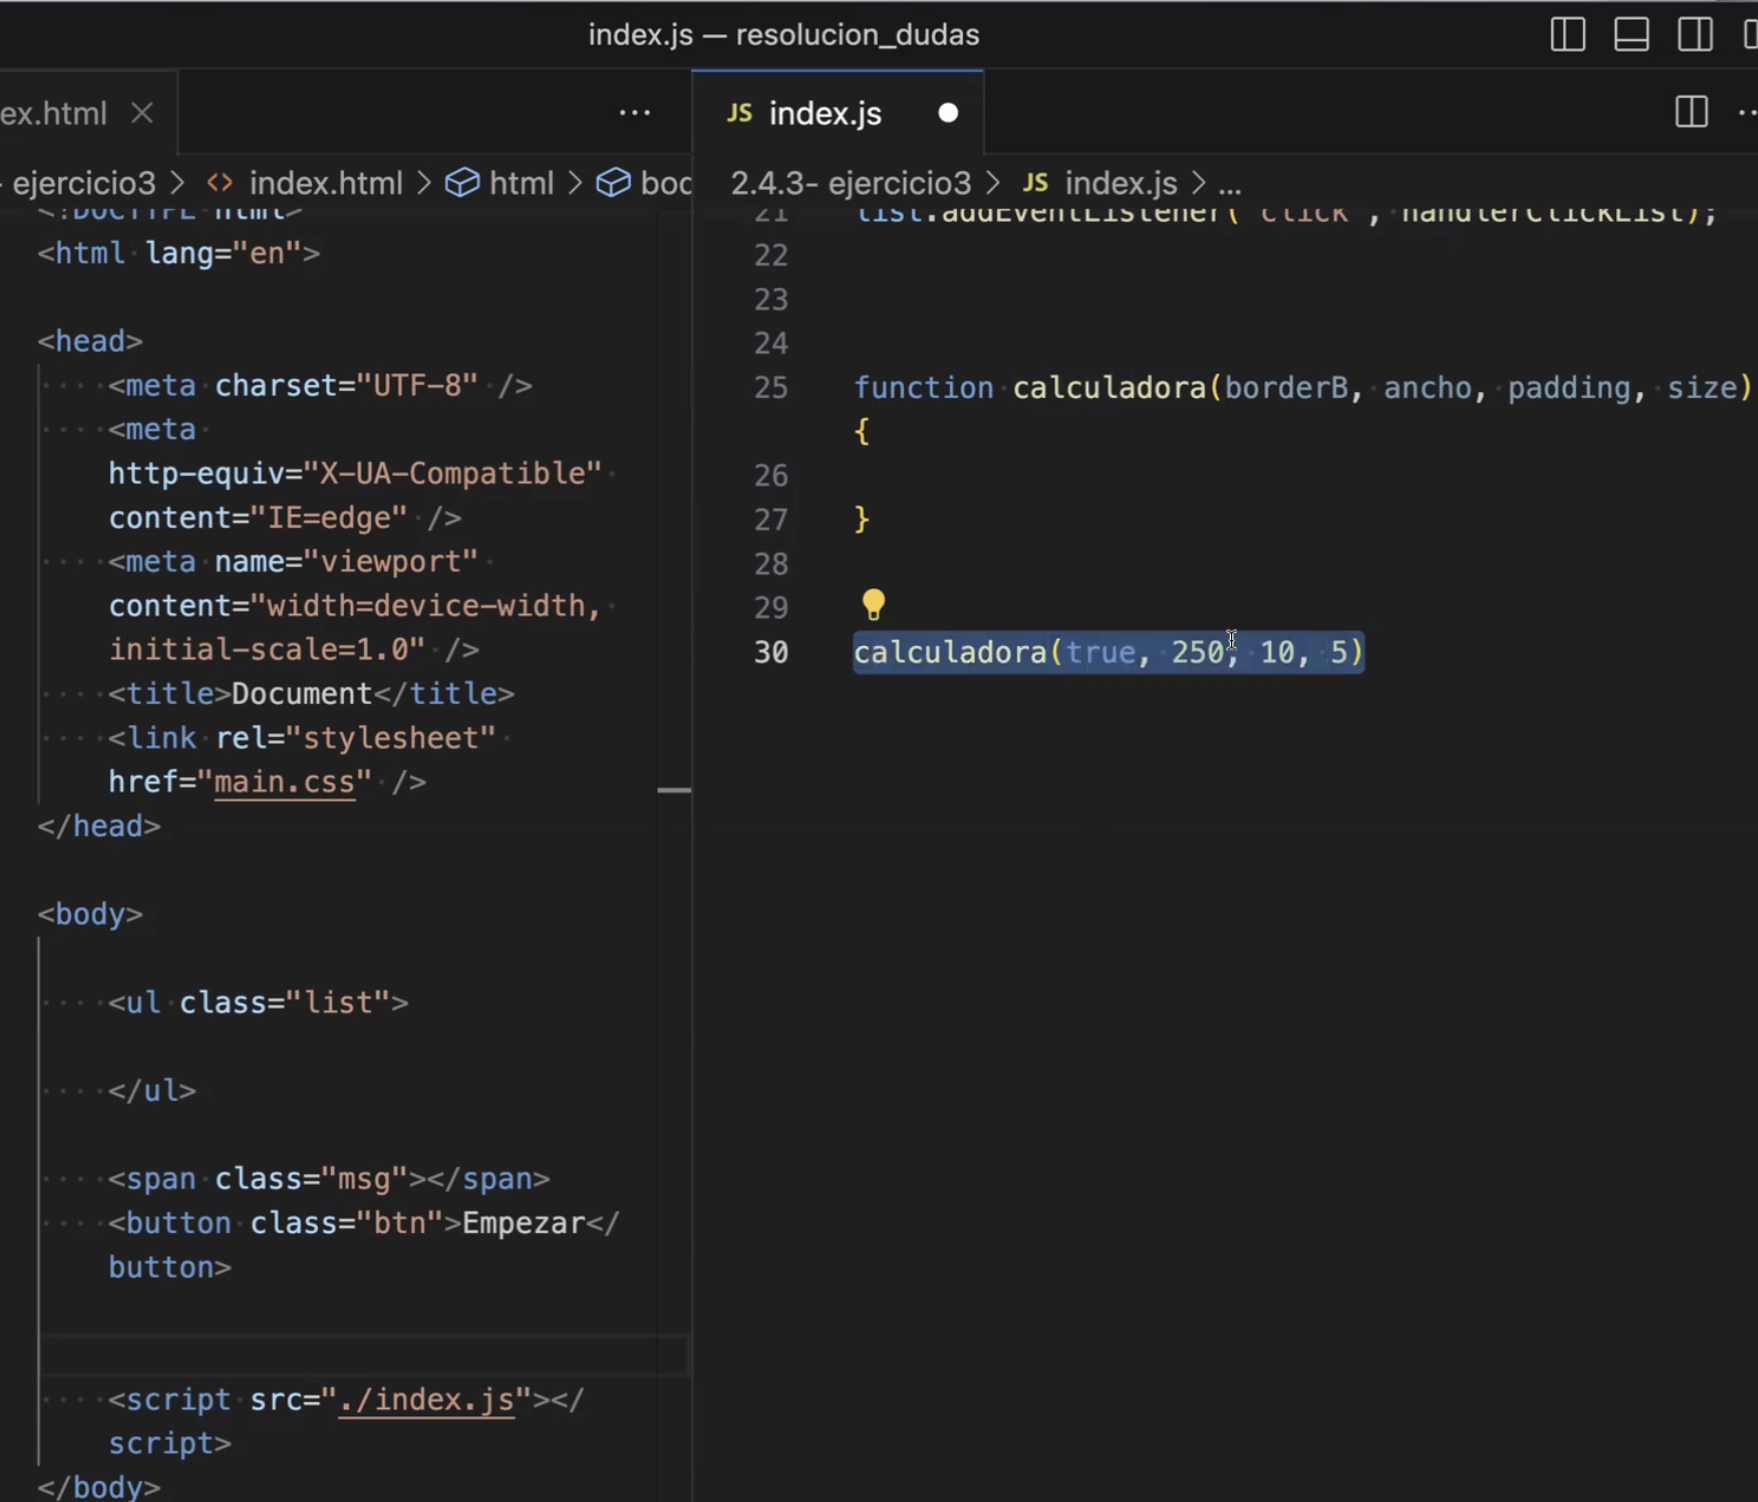 index.js — resolucion_dudas
ex.html
JS index.js
- ejercicio3 > <> index.html > html > bod
2.4.3- ejercicio3 > JS index.js > ...
<!DOCTYPE html>
<html lang="en">
<head>
<meta charset="UTF-8" />
<meta
http-equiv="X-UA-Compatible"
content="IE=edge" />
<meta name="viewport"
content="width=device-width,
initial-scale=1.0" />
<title>Document</title>
<link rel="stylesheet"
href="main.css" />
</head>
<body>
<ul class="list">
</ul>
<span class="msg"></span>
<button class="btn">Empezar</
button>
<script src="./index.js"></
script>
</body>
21 list.addEventListener("click", handlerClickList);
22
23
24
25 function calculadora(borderB, ancho, padding, size)
{
26
27 }
28
29
30 calculadora(true, 250, 10, 5)